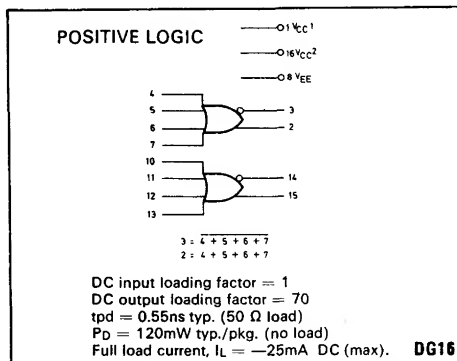 POSITIVE LOGIC
1 VCC1
16 VCC2
8 VEE
4
5
6
7
3
2
10
11
12
13
14
15
3 = 4 + 5 + 6 + 7
2 = 4 + 5 + 6 + 7
DC input loading factor = 1
DC output loading factor = 70
tpd = 0.55ns typ. (50 Ω load)
PD = 120mW typ./pkg. (no load)
Full load current, IL = −25mA DC (max). DG16